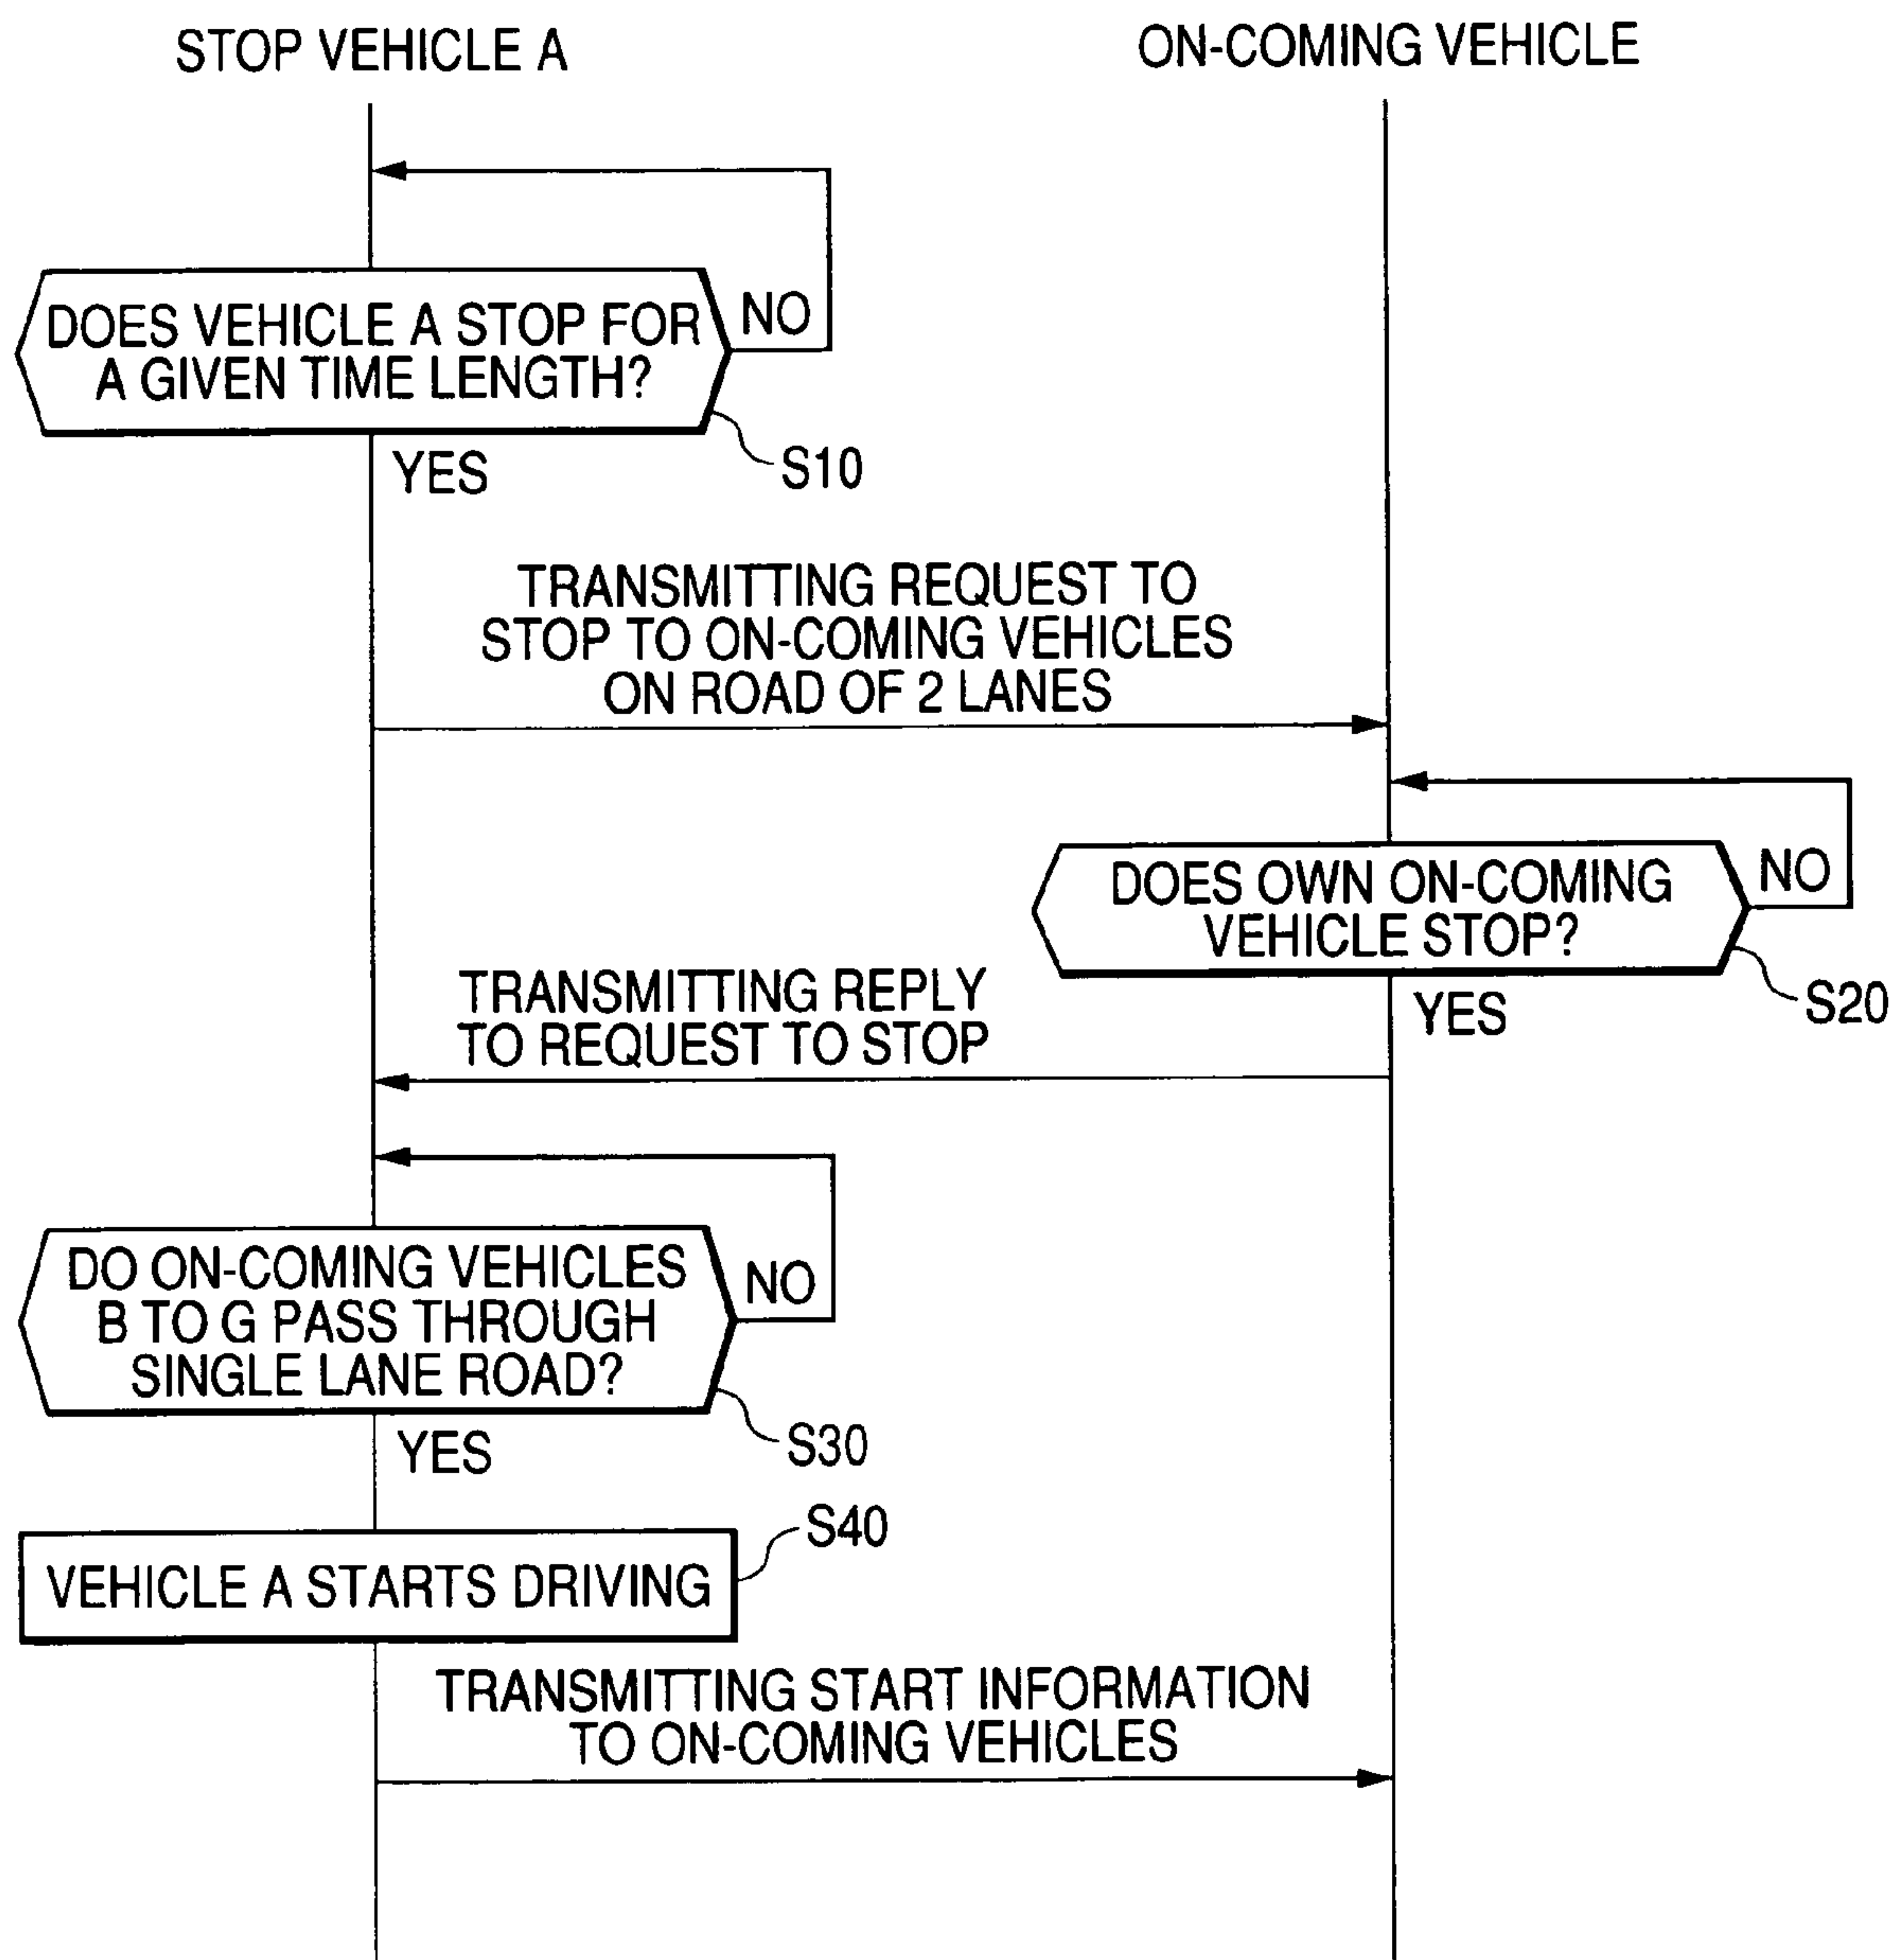 STOP VEHICLE A
ON-COMING VEHICLE
DOES VEHICLE A STOP FOR
A GIVEN TIME LENGTH?
NO
S10
YES
TRANSMITTING REQUEST TO
STOP TO ON-COMING VEHICLES
ON ROAD OF 2 LANES
DOES OWN ON-COMING
VEHICLE STOP?
NO
S20
YES
TRANSMITTING REPLY
TO REQUEST TO STOP
DO ON-COMING VEHICLES
B TO G PASS THROUGH
SINGLE LANE ROAD?
NO
S30
YES
S40
VEHICLE A STARTS DRIVING
TRANSMITTING START INFORMATION
TO ON-COMING VEHICLES